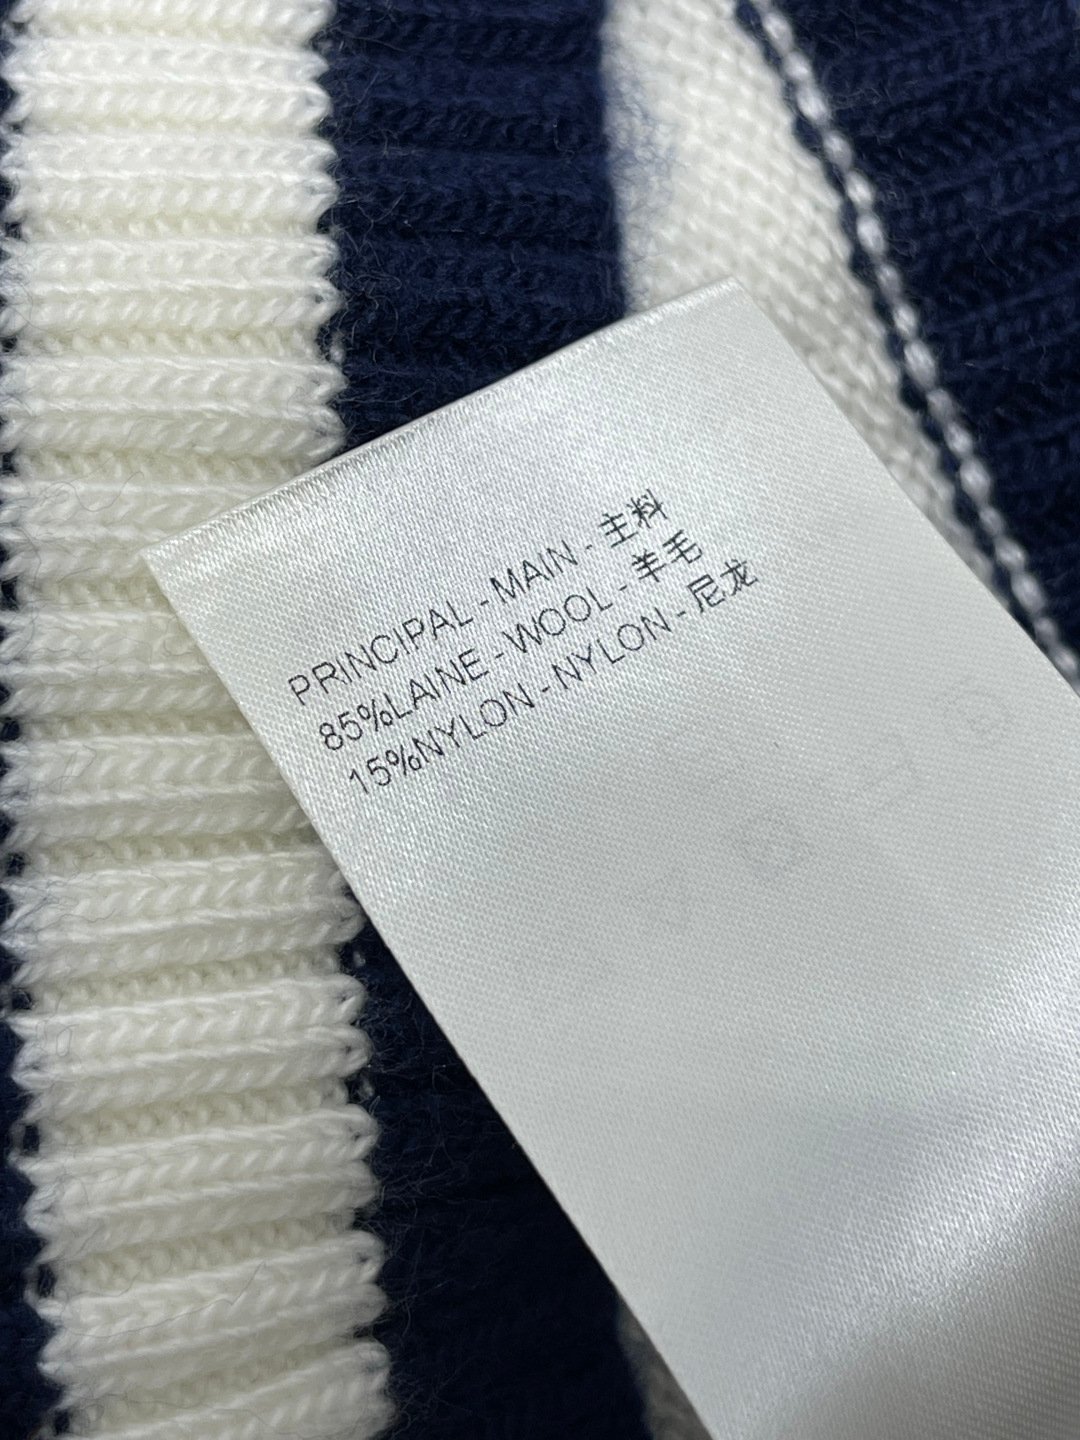 PRINCIPAL - MAIN - 主料
85%LAINE - WOOL - 羊毛
15%NYLON - NYLON - 尼龙